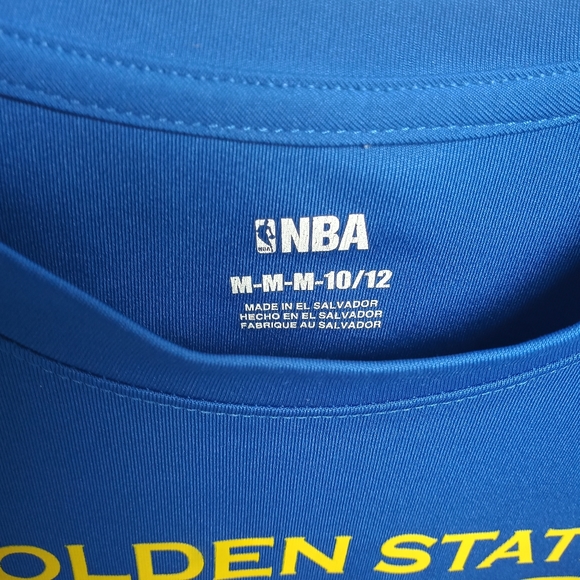 NBA
M-M-M-10/12
MADE IN EL SALVADOR
HECHO EN EL SALVADOR
FABRIQUE AU SALVADOR
OLDEN STAT